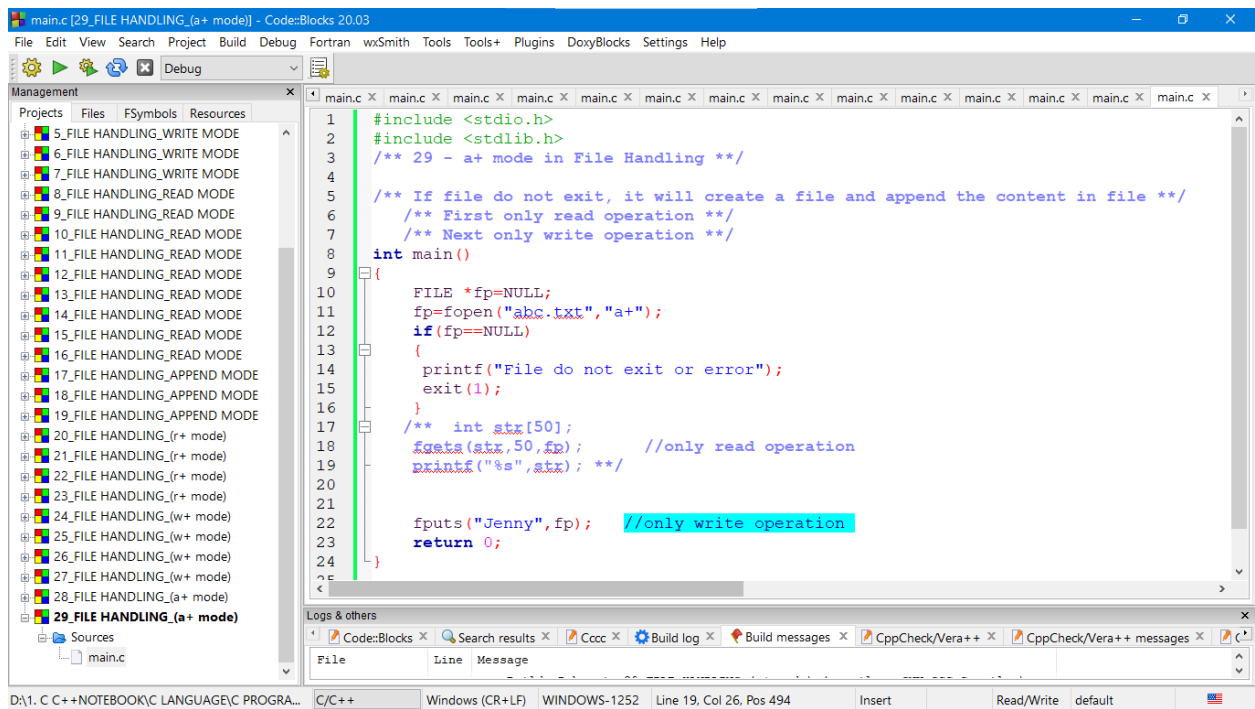 main.c [29_FILE HANDLING_(a+ mode)] - Code::Blocks 20.03
File Edit View Search Project Build Debug Fortran wxSmith Tools Tools+ Plugins DoxyBlocks Settings Help
Debug
Management
Projects Files FSymbols Resources
5_FILE HANDLING_WRITE MODE
6_FILE HANDLING_WRITE MODE
7_FILE HANDLING_WRITE MODE
8_FILE HANDLING_READ MODE
9_FILE HANDLING_READ MODE
10_FILE HANDLING_READ MODE
11_FILE HANDLING_READ MODE
12_FILE HANDLING_READ MODE
13_FILE HANDLING_READ MODE
14_FILE HANDLING_READ MODE
15_FILE HANDLING_READ MODE
16_FILE HANDLING_READ MODE
17_FILE HANDLING_APPEND MODE
18_FILE HANDLING_APPEND MODE
19_FILE HANDLING_APPEND MODE
20_FILE HANDLING_(r+ mode)
21_FILE HANDLING_(r+ mode)
22_FILE HANDLING_(r+ mode)
23_FILE HANDLING_(r+ mode)
24_FILE HANDLING_(w+ mode)
25_FILE HANDLING_(w+ mode)
26_FILE HANDLING_(w+ mode)
27_FILE HANDLING_(w+ mode)
28_FILE HANDLING_(a+ mode)
29_FILE HANDLING_(a+ mode)
Sources
main.c
main.c X main.c X main.c X main.c X main.c X main.c X main.c X main.c X main.c X main.c X main.c X main.c X main.c X main.c X
1 #include <stdio.h>
2 #include <stdlib.h>
3 /** 29 - a+ mode in File Handling **/
4
5 /** If file do not exit, it will create a file and append the content in file **/
6 /** First only read operation **/
7 /** Next only write operation **/
8 int main()
9 {
10 FILE *fp=NULL;
11 fp=fopen("abc.txt","a+");
12 if(fp==NULL)
13 {
14 printf("File do not exit or error");
15 exit(1);
16 }
17 /** int str[50];
18 fgets(str,50,fp); //only read operation
19 printf("%s",str); **/
20
21
22 fputs("Jenny",fp); //only write operation
23 return 0;
24 }
25
Logs & others
Code::Blocks X Search results X Cccc X Build log X Build messages X CppCheck/Vera++ X CppCheck/Vera++ messages X
File Line Message
D:\1. C C++NOTEBOOK\C LANGUAGE\C PROGRA... C/C++ Windows (CR+LF) WINDOWS-1252 Line 19, Col 26, Pos 494 Insert Read/Write default